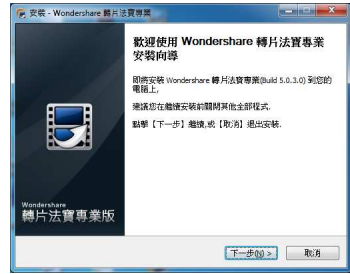 安裝 - Wondershare 轉片法寶專業
歡迎使用 Wondershare 轉片法寶專業
安裝向導
即將安裝 Wondershare 轉片法寶專業(Build 5.0.3.0) 到您的
電腦上,
建議您在繼續安裝前關閉其他全部程式.
點擊【下一步】繼續,或【取消】退出安裝.
Wondershare
轉片法寶專業版
下一步(N) >
取消